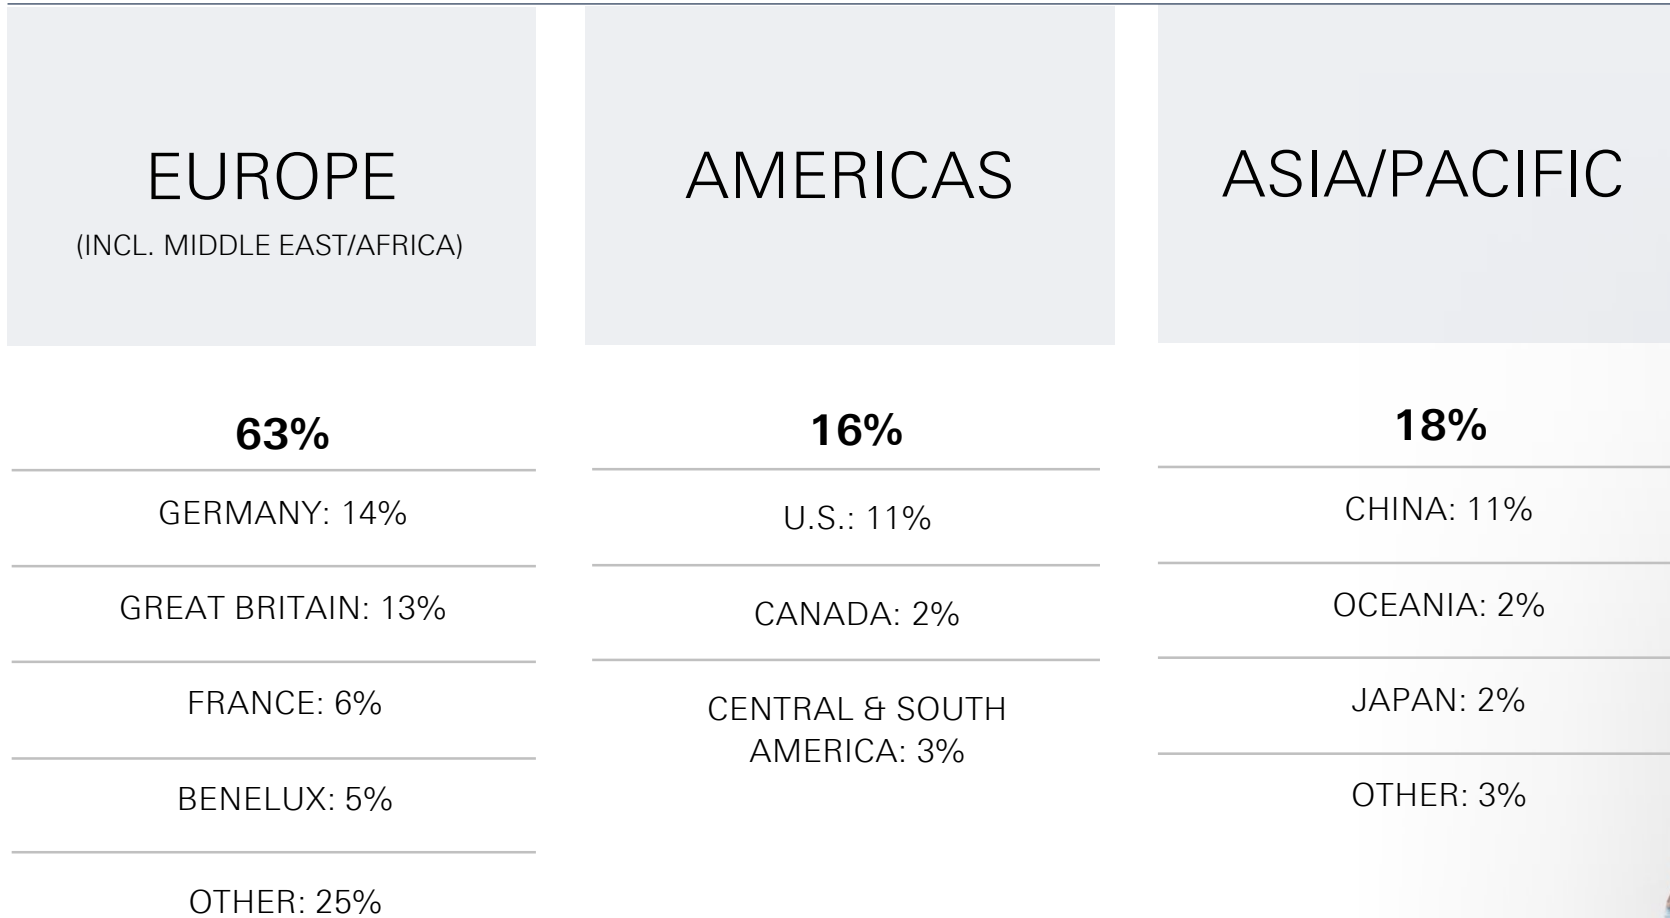 EUROPE
(INCL. MIDDLE EAST/AFRICA)
63%
GERMANY: 14%
GREAT BRITAIN: 13%
FRANCE: 6%
BENELUX: 5%
OTHER: 25%
AMERICAS
16%
U.S.: 11%
CANADA: 2%
CENTRAL & SOUTH
AMERICA: 3%
ASIA/PACIFIC
18%
CHINA: 11%
OCEANIA: 2%
JAPAN: 2%
OTHER: 3%